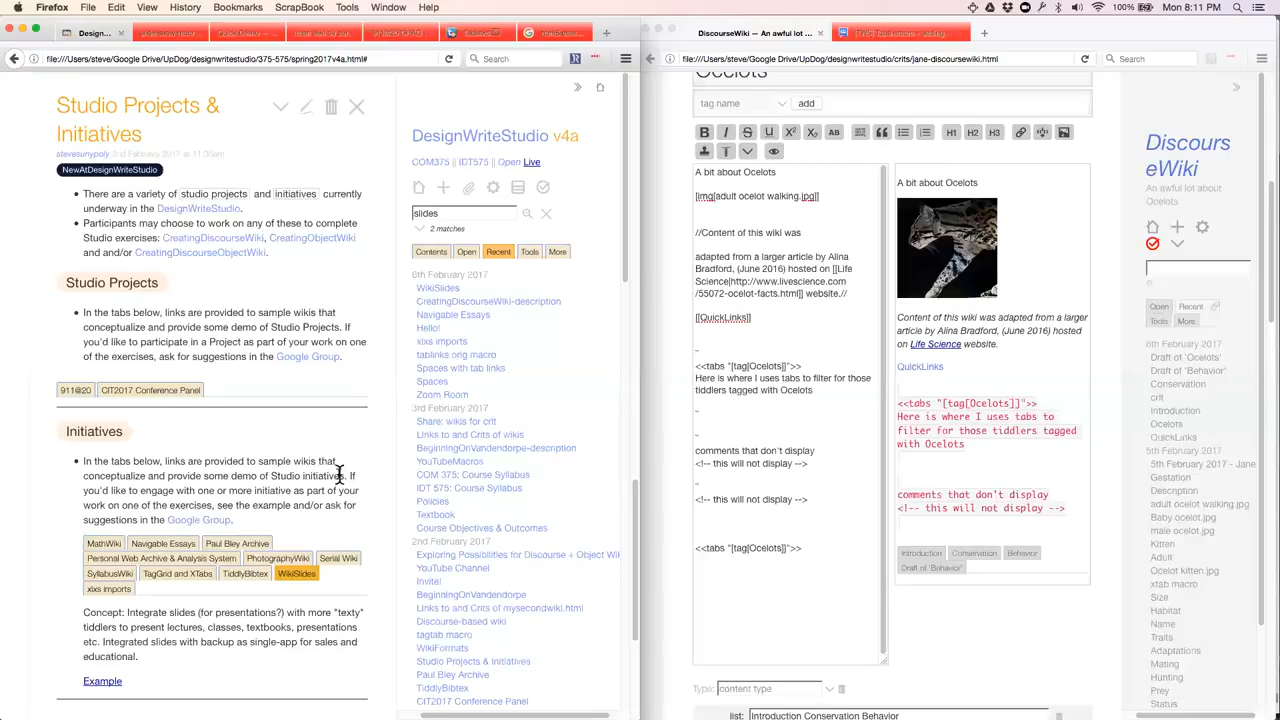 Firefox File Edit View History Bookmarks ScrapBook Tools Window Help
100% Mon 8:11 PM
Design...
Tablewiz
DiscourseWiki — An awful lot ...
file:///Users/steve/Google Drive/UpDog/designwritestudio/375-575/spring2017v4a.html#
Search
file:///Users/steve/Google Drive/UpDog/designwritestudio/crits/jane-discoursewiki.html
Search
Studio Projects &
Initiatives
stevesunypoly 2nd February 2017 at 11:36am
NewAtDesignWriteStudio
There are a variety of studio projects and initiatives currently
underway in the DesignWriteStudio.
Participants may choose to work on any of these to complete
Studio exercises: CreatingDiscourseWiki, CreatingObjectWiki
and and/or CreatingDiscourseObjectWiki.
Studio Projects
In the tabs below, links are provided to sample wikis that
conceptualize and provide some demo of Studio Projects. If
you'd like to participate in a Project as part of your work on one
of the exercises, ask for suggestions in the Google Group.
911@20 CIT2017 Conference Panel
Initiatives
In the tabs below, links are provided to sample wikis that
conceptualize and provide some demo of Studio initiatives. If
you'd like to engage with one or more initiative as part of your
work on one of the exercises, see the example and/or ask for
suggestions in the Google Group.
MathWiki Navigable Essays Paul Bley Archive
Personal Web Archive & Analysis System PhotographyWiki Serial Wiki
SyllabusWiki TagGrid and XTabs TiddlyBibtex WikiSlides
xixs imports
Concept: Integrate slides (for presentations?) with more "texty"
tiddlers to present lectures, classes, textbooks, presentations
etc. Integrated slides with backup as single-app for sales and
educational.
Example
DesignWriteStudio v4a
COM375 || IDT575 || Open Live
slides
2 matches
Contents Open Recent Tools More
6th February 2017
WikiSlides
CreatingDiscourseWiki-description
Navigable Essays
Hello!
xixs imports
tablinks orig macro
Spaces with tab links
Spaces
Zoom Room
3rd February 2017
Share: wikis for crit
Links to and Crits of wikis
BeginningOnVandendorpe-description
YouTubeMacros
COM 375: Course Syllabus
IDT 575: Course Syllabus
Policies
Textbook
Course Objectives & Outcomes
2nd February 2017
Exploring Possibilities for Discourse + Object Wik
YouTube Channel
Invite!
BeginningOnVandendorpe
Links to and Crits of mysecondwiki.html
Discourse-based wiki
tagtab macro
WikiFormats
Studio Projects & Initiatives
Paul Bley Archive
TiddlyBibtex
CIT2017 Conference Panel
Ocelots
tag name add
B I S U X² X₂ AB H1 H2 H3
A bit about Ocelots
[img[adult ocelot walking.jpg]]
//Content of this wiki was
adapted from a larger article by Alina
Bradford, (June 2016) hosted on [[Life
Science|http://www.livescience.com
/55072-ocelot-facts.html]] website.//
[[QuickLinks]]
<<tabs "[tag[Ocelots]]">>
Here is where I uses tabs to filter for those
tiddlers tagged with Ocelots
comments that don't display
<!-- this will not display -->
<!-- this will not display -->
<<tabs "[tag[Ocelots]]">>
A bit about Ocelots
Content of this wiki was adapted from a larger
article by Alina Bradford, (June 2016) hosted
on Life Science website.
QuickLinks
<<tabs "[tag[Ocelots]]">>
Here is where I uses tabs to
filter for those tiddlers tagged
with Ocelots
comments that don't display
<!-- this will not display -->
Introduction Conservation Behavior
Draft of 'Behavior'
Type: content type
list: Introduction Conservation Behavior
Discours
eWiki
An awful lot about
Ocelots
Open Recent
Tools More
6th February 2017
Draft of 'Ocelots'
Draft of 'Behavior'
Conservation
crit
Introduction
Ocelots
QuickLinks
Behavior
5th February 2017 - Jane
Gestation
Description
adult ocelot walking.jpg
Baby ocelot.jpg
male ocelot.jpg
Kitten
Adult
Ocelot kitten.jpg
xtab macro
Size
Habitat
Name
Traits
Adaptations
Mating
Hunting
Prey
Status